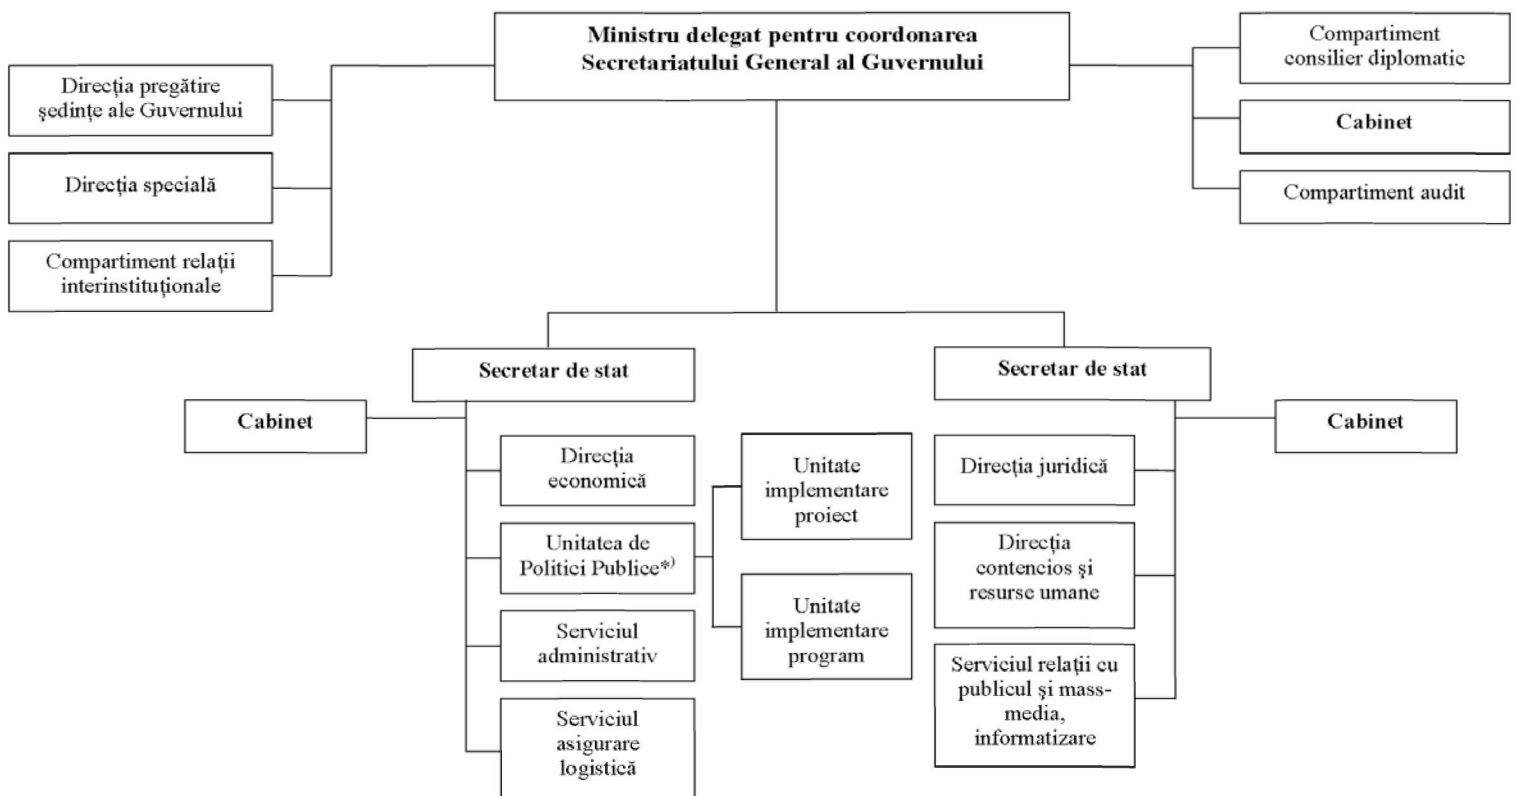 Ministru delegat pentru coordonarea
Secretariatului General al Guvernului
Direcția pregătire
ședințe ale Guvernului
Direcția specială
Compartiment relații
interinstituționale
Compartiment
consilier diplomatic
Cabinet
Compartiment audit
Secretar de stat
Cabinet
Direcția
economică
Unitatea de
Politici Publice*)
Serviciul
administrativ
Serviciul
asigurare
logistică
Unitate
implementare
proiect
Unitate
implementare
program
Secretar de stat
Cabinet
Direcția juridică
Direcția
contencios și
resurse umane
Serviciul relații cu
publicul și mass-
media,
informatizare